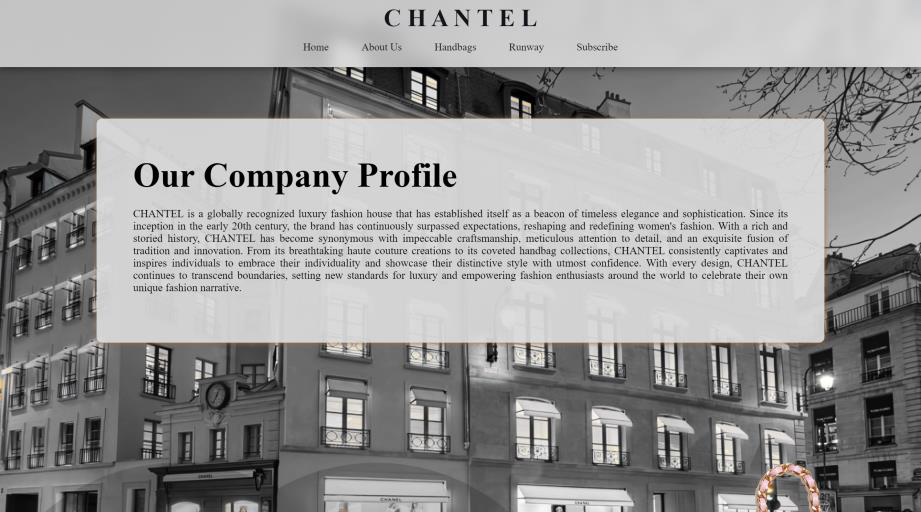 CHANTEL
Home About Us Handbags Runway Subscribe
Our Company Profile
CHANTEL is a globally recognized luxury fashion house that has established itself as a beacon of timeless elegance and sophistication. Since its
inception in the early 20th century, the brand has continuously surpassed expectations, reshaping and redefining women's fashion. With a rich and
storied history, CHANTEL has become synonymous with impeccable craftsmanship, meticulous attention to detail, and an exquisite fusion of
tradition and innovation. From its breathtaking haute couture creations to its coveted handbag collections, CHANTEL consistently captivates and
inspires individuals to embrace their individuality and showcase their distinctive style with utmost confidence. With every design, CHANTEL
continues to transcend boundaries, setting new standards for luxury and empowering fashion enthusiasts around the world to celebrate their own
unique fashion narrative.
CHANEL
CHANEL
CHANEL